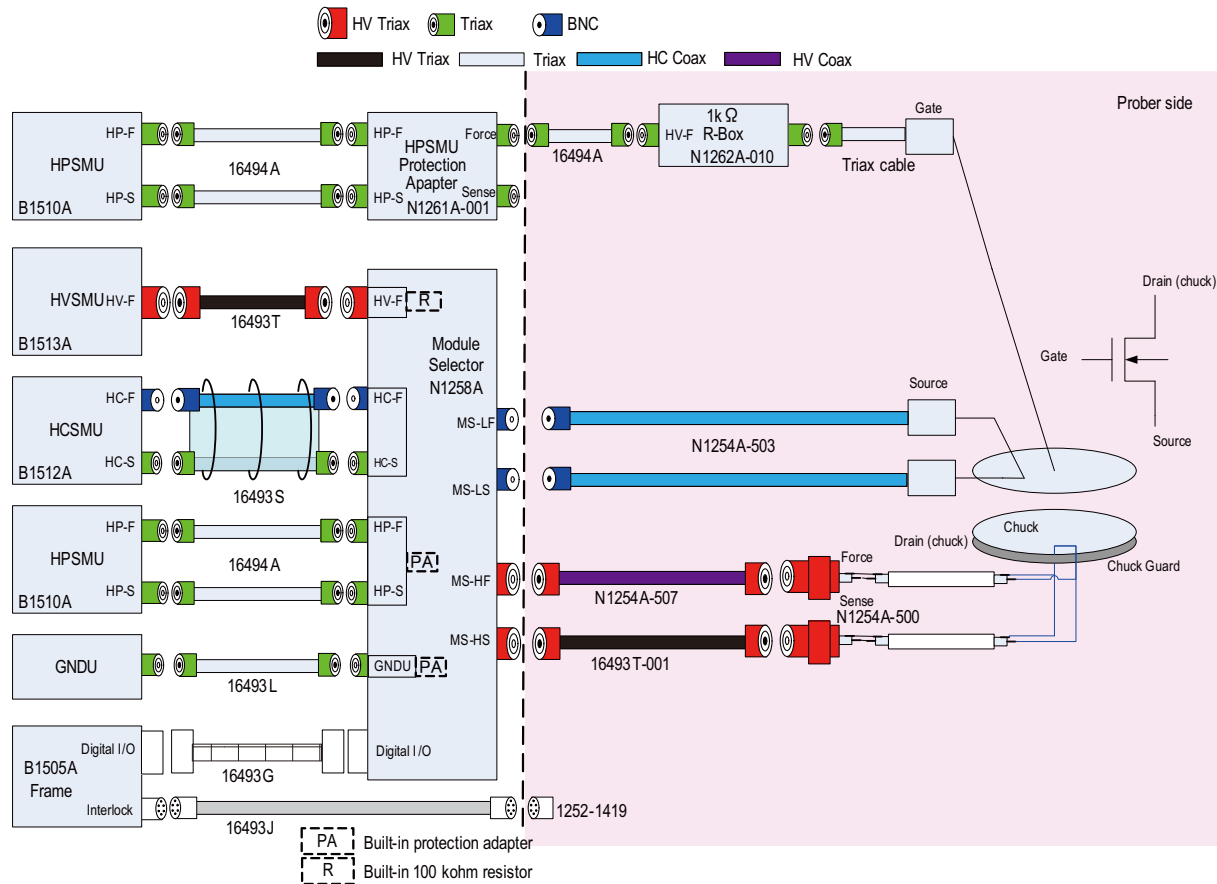 HV Triax
Triax
BNC
HV Triax
Triax
HC Coax
HV Coax
Prober side
HPSMU
B1510A
HP-F
HP-S
16494A
HP-F
HP-S
HPSMU
Protection
Apapter
N1261A-001
Force
Sense
16494A
1k Ω
R-Box
HV-F
N1262A-010
Triax cable
Gate
HVSMU
HV-F
B1513A
16493T
HV-F
R
Module
Selector
N1258A
HCSMU
B1512A
HC-F
HC-S
16493S
HC-F
HC-S
MS-LF
MS-LS
N1254A-503
Source
Drain (chuck)
Gate
Source
HPSMU
B1510A
HP-F
HP-S
16494A
HP-F
HP-S
PA
MS-HF
MS-HS
N1254A-507
16493T-001
Drain (chuck)
Force
Sense
N1254A-500
Chuck
Chuck Guard
GNDU
16493L
GNDU
PA
B1505A
Frame
Digital I/O
Interlock
16493G
Digital I/O
16493J
1252-1419
PA Built-in protection adapter
R Built-in 100 kohm resistor